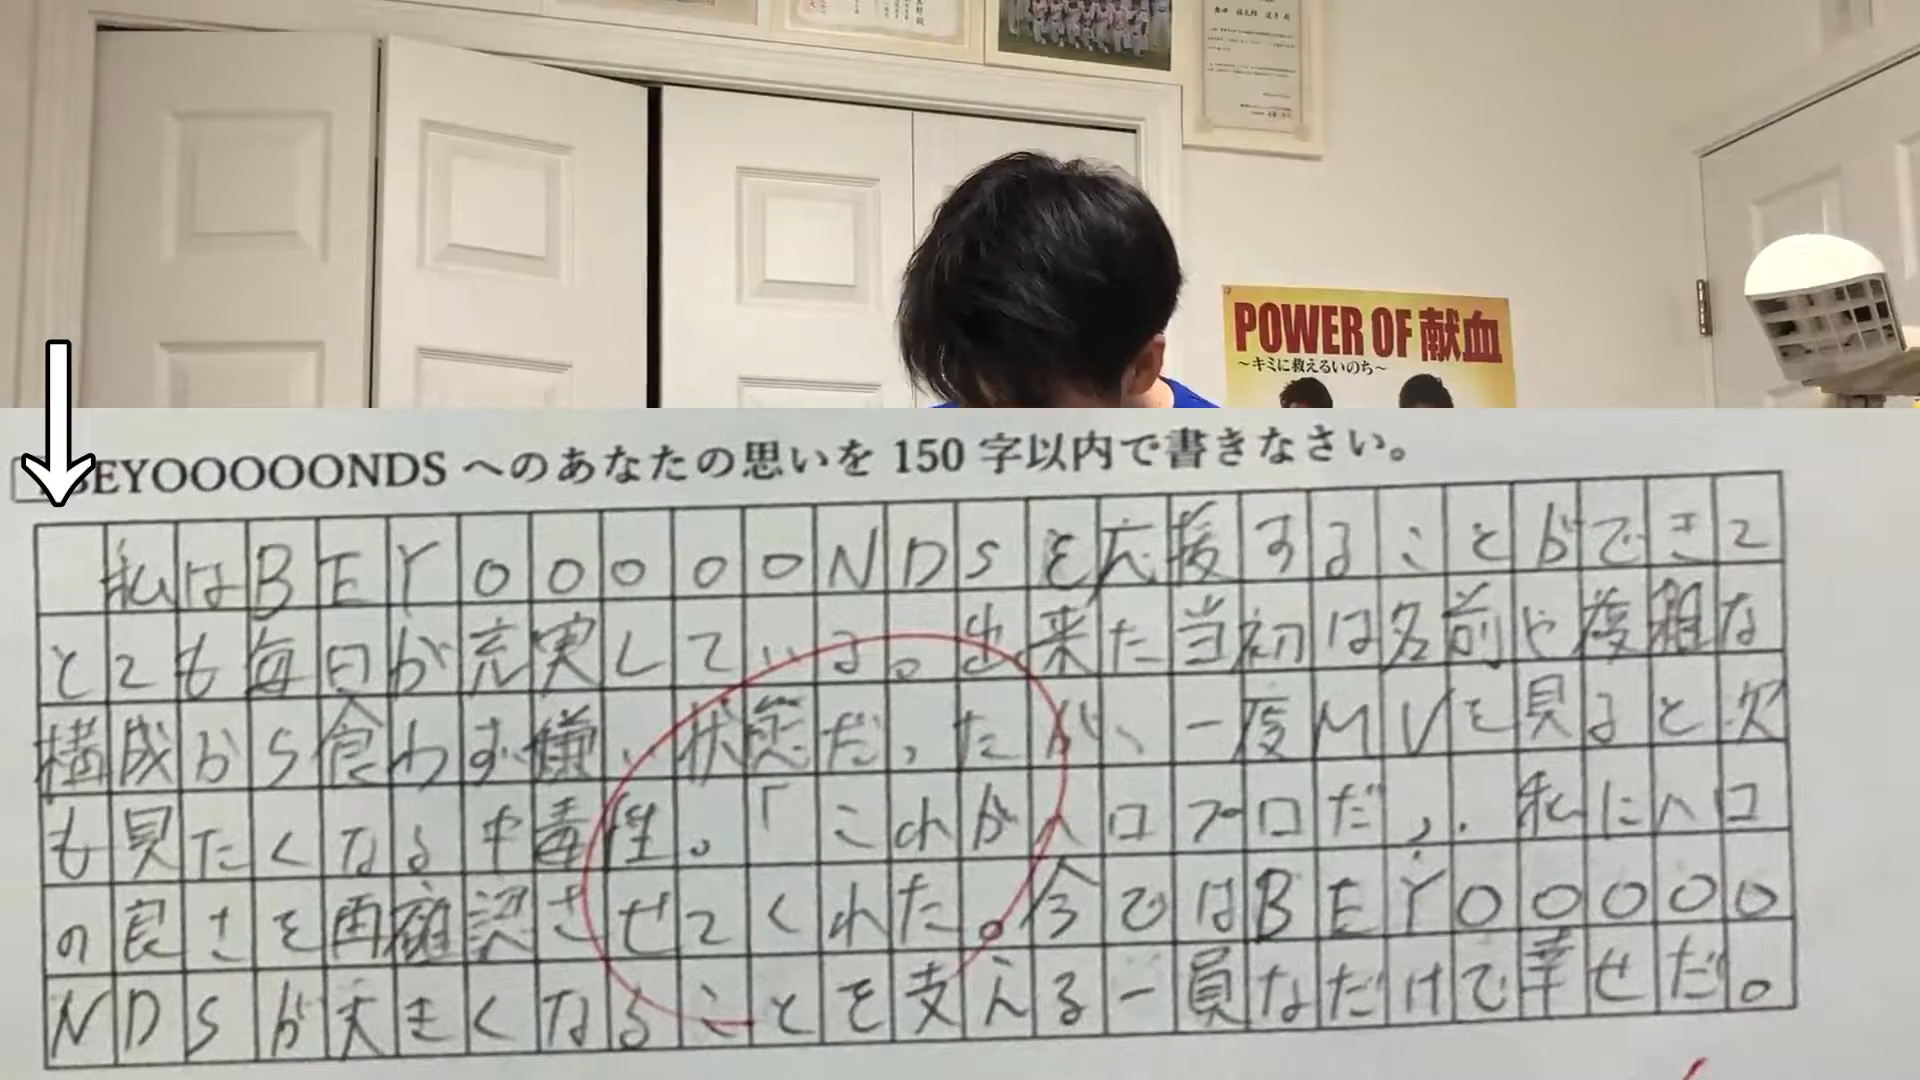 POWER OF 献血
~キミに救えるいのち~
BEYOOOOONDS へのあなたの思いを 150 字以内で書きなさい。
私はBEYOOOOONDSを応援することができて
とても毎日が充実している。出来た当初は名前や複雑な
構成から食わず嫌い状態だったが、一度MVを見ると次
も見たくなる中毒性。「これがハロプロだ」。私にハロ
の良さを再確認させてくれた。今ではBEYOOOOO
NDSが大きくなることを支える一員なだけで幸せだ。